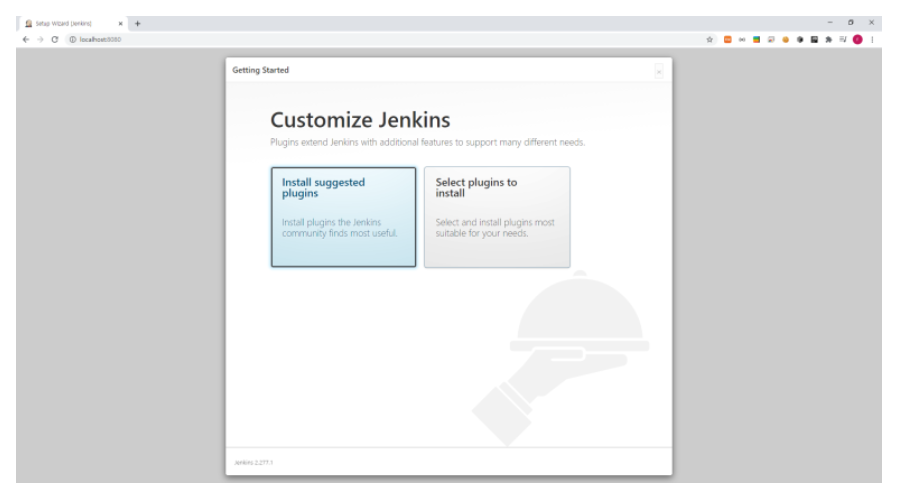 Setup Wizard [Jenkins]
localhost:8080
Getting Started
Customize Jenkins
Plugins extend Jenkins with additional features to support many different needs.
Install suggested
plugins
Install plugins the Jenkins
community finds most useful.
Select plugins to
install
Select and install plugins most
suitable for your needs.
Jenkins 2.277.1